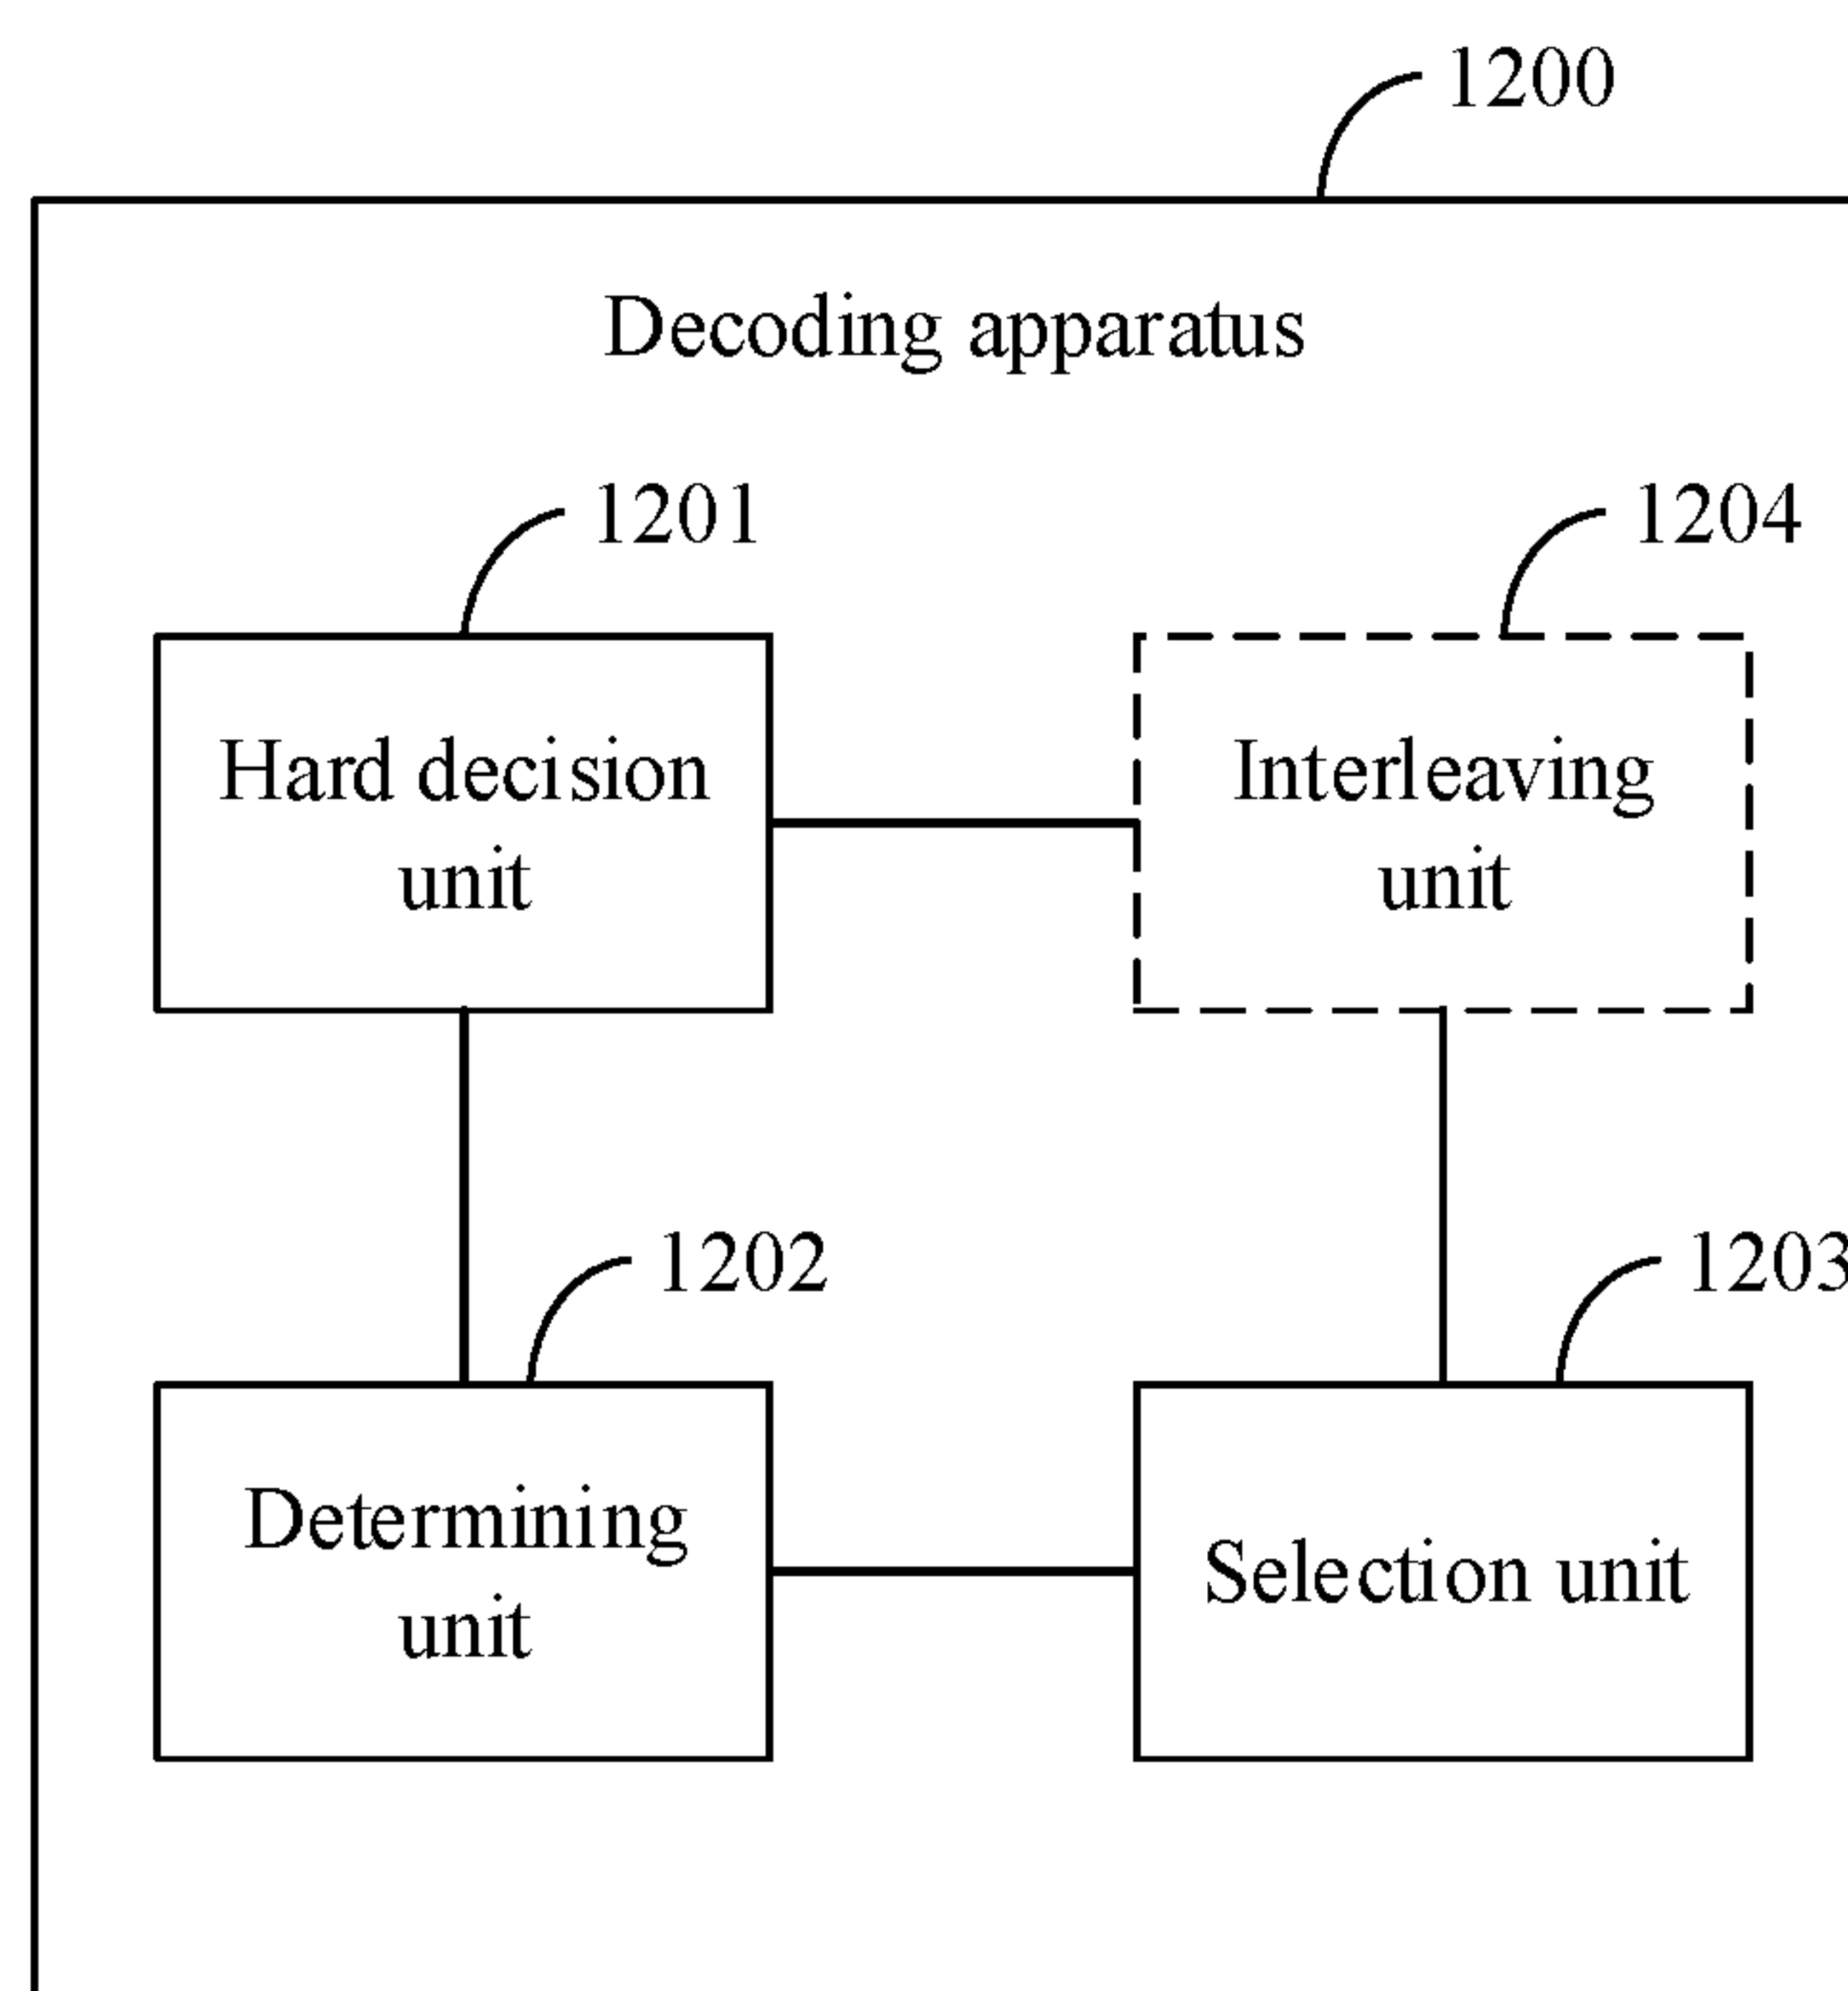 1200
Decoding apparatus
1201
1204
Hard decision
unit
Interleaving
unit
1202
1203
Determining
unit
Selection unit